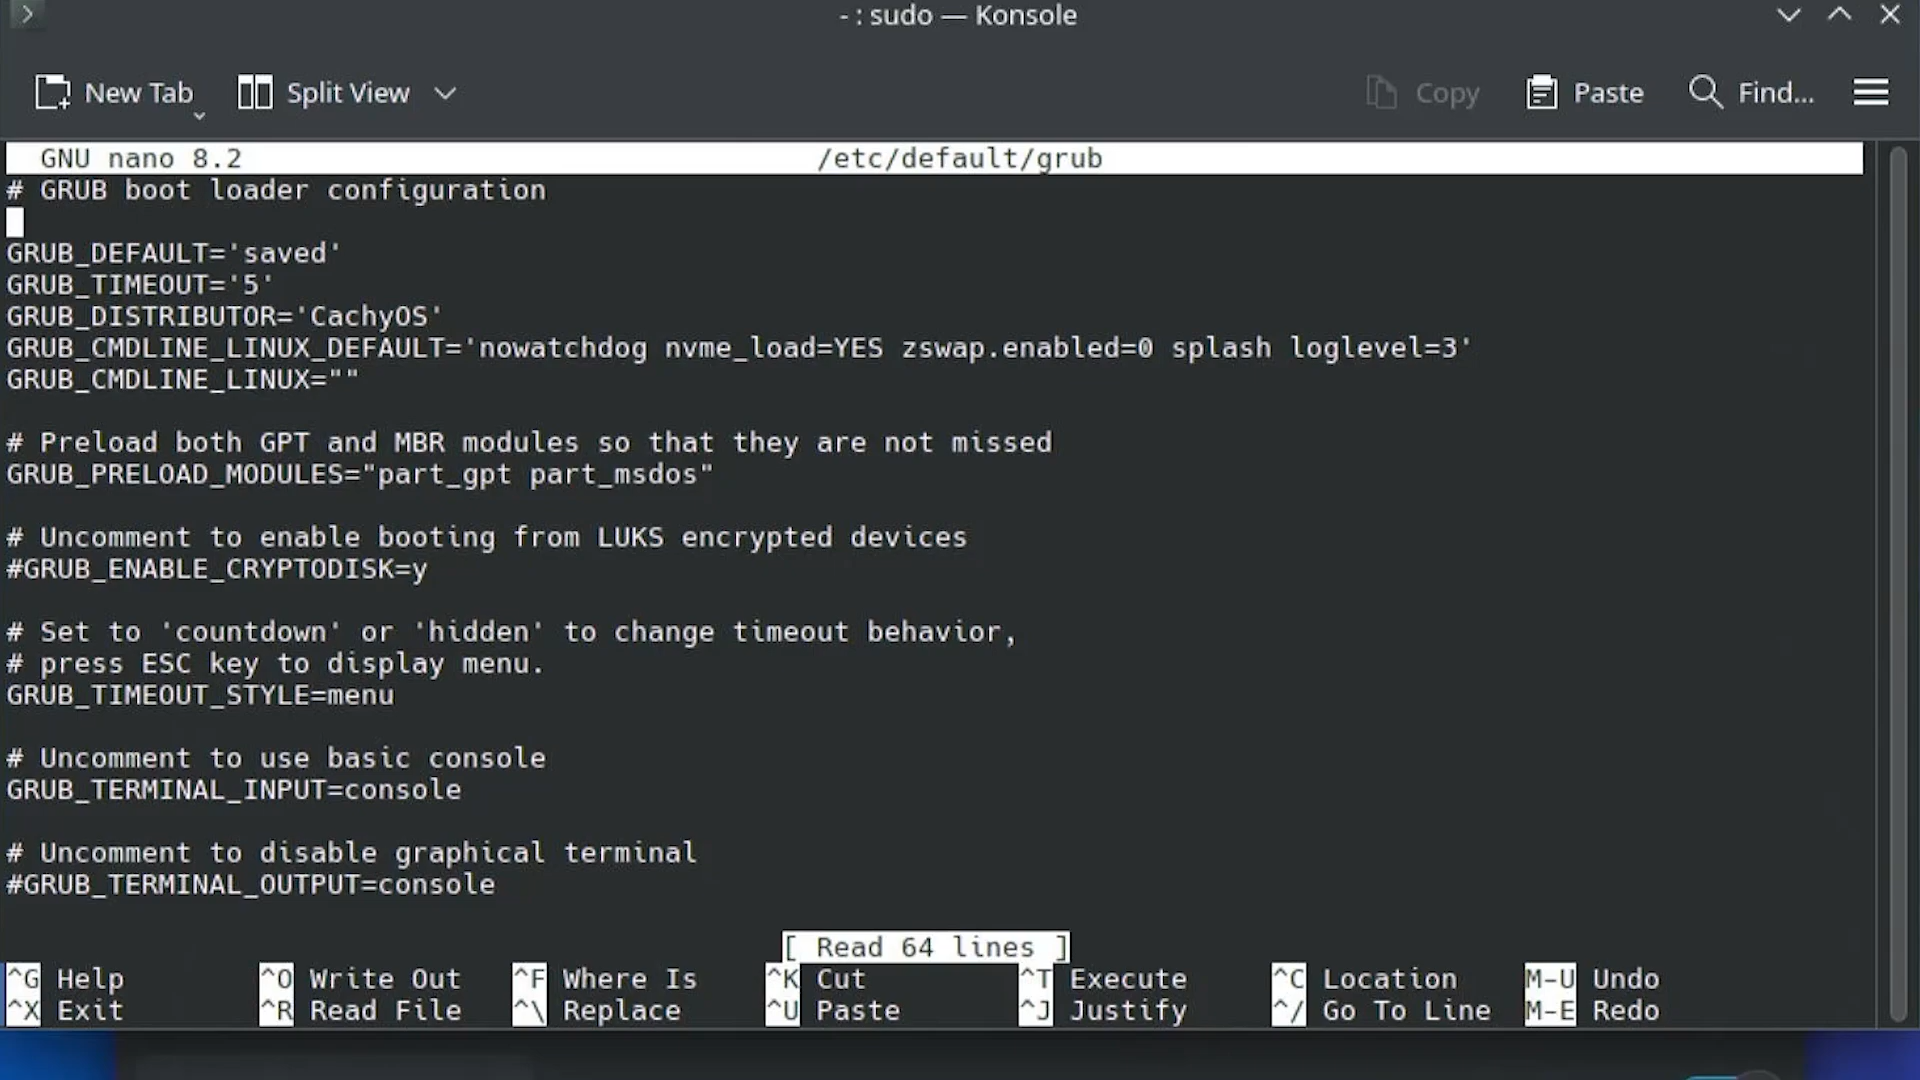 - : sudo — Konsole
New Tab Split View Copy Paste Find...
GNU nano 8.2 /etc/default/grub
# GRUB boot loader configuration
GRUB_DEFAULT='saved'
GRUB_TIMEOUT='5'
GRUB_DISTRIBUTOR='CachyOS'
GRUB_CMDLINE_LINUX_DEFAULT='nowatchdog nvme_load=YES zswap.enabled=0 splash loglevel=3'
GRUB_CMDLINE_LINUX=""
# Preload both GPT and MBR modules so that they are not missed
GRUB_PRELOAD_MODULES="part_gpt part_msdos"
# Uncomment to enable booting from LUKS encrypted devices
#GRUB_ENABLE_CRYPTODISK=y
# Set to 'countdown' or 'hidden' to change timeout behavior,
# press ESC key to display menu.
GRUB_TIMEOUT_STYLE=menu
# Uncomment to use basic console
GRUB_TERMINAL_INPUT=console
# Uncomment to disable graphical terminal
#GRUB_TERMINAL_OUTPUT=console
[ Read 64 lines ]
^G Help ^O Write Out ^F Where Is ^K Cut ^T Execute ^C Location M-U Undo
^X Exit ^R Read File ^\ Replace ^U Paste ^J Justify ^/ Go To Line M-E Redo